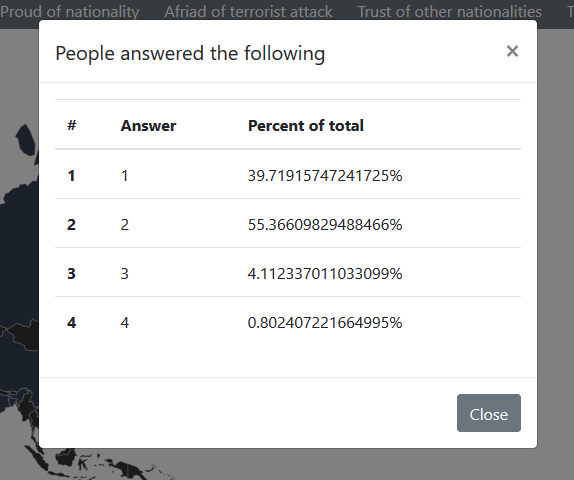 Proud of nationality Afriad of terrorist attack Trust of other nationalities T
People answered the following ×
# Answer Percent of total
1 1 39.71915747241725%
2 2 55.36609829488466%
3 3 4.112337011033099%
4 4 0.802407221664995%
Close